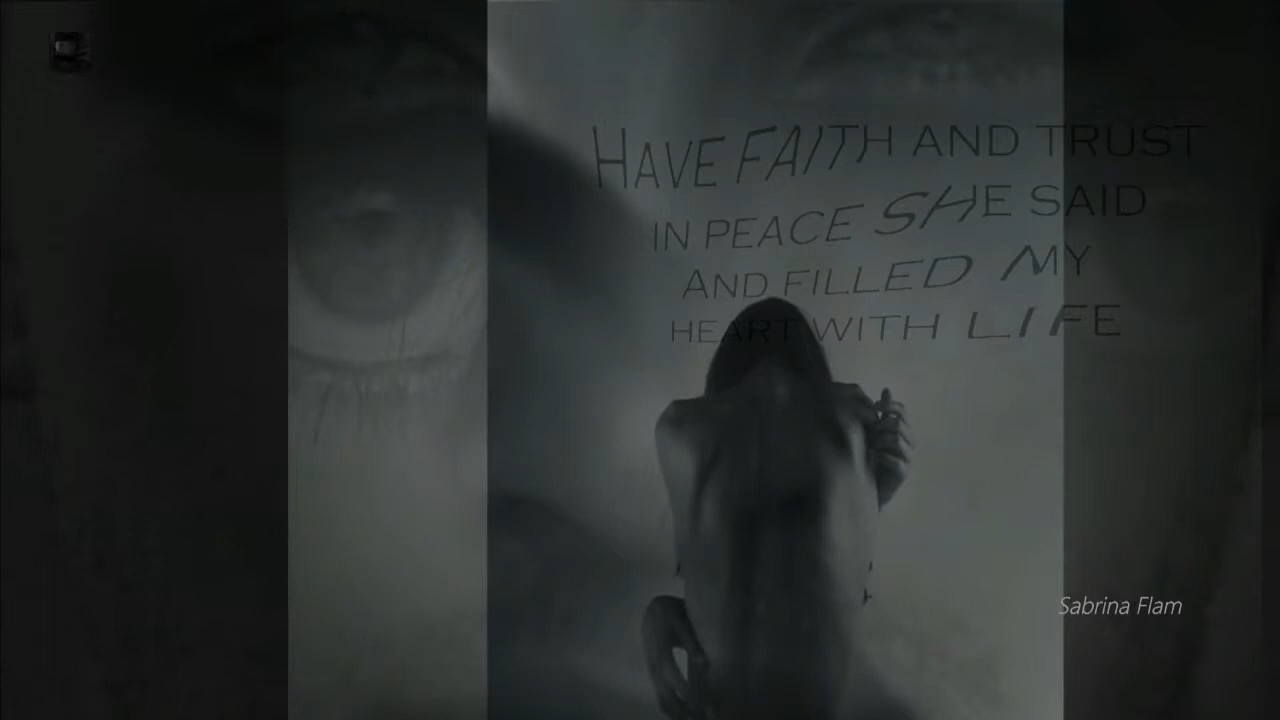 HAVE FAITH AND TRUST
IN PEACE SHE SAID
AND FILLED MY
HEART WITH LIFE
Sabrina Flam